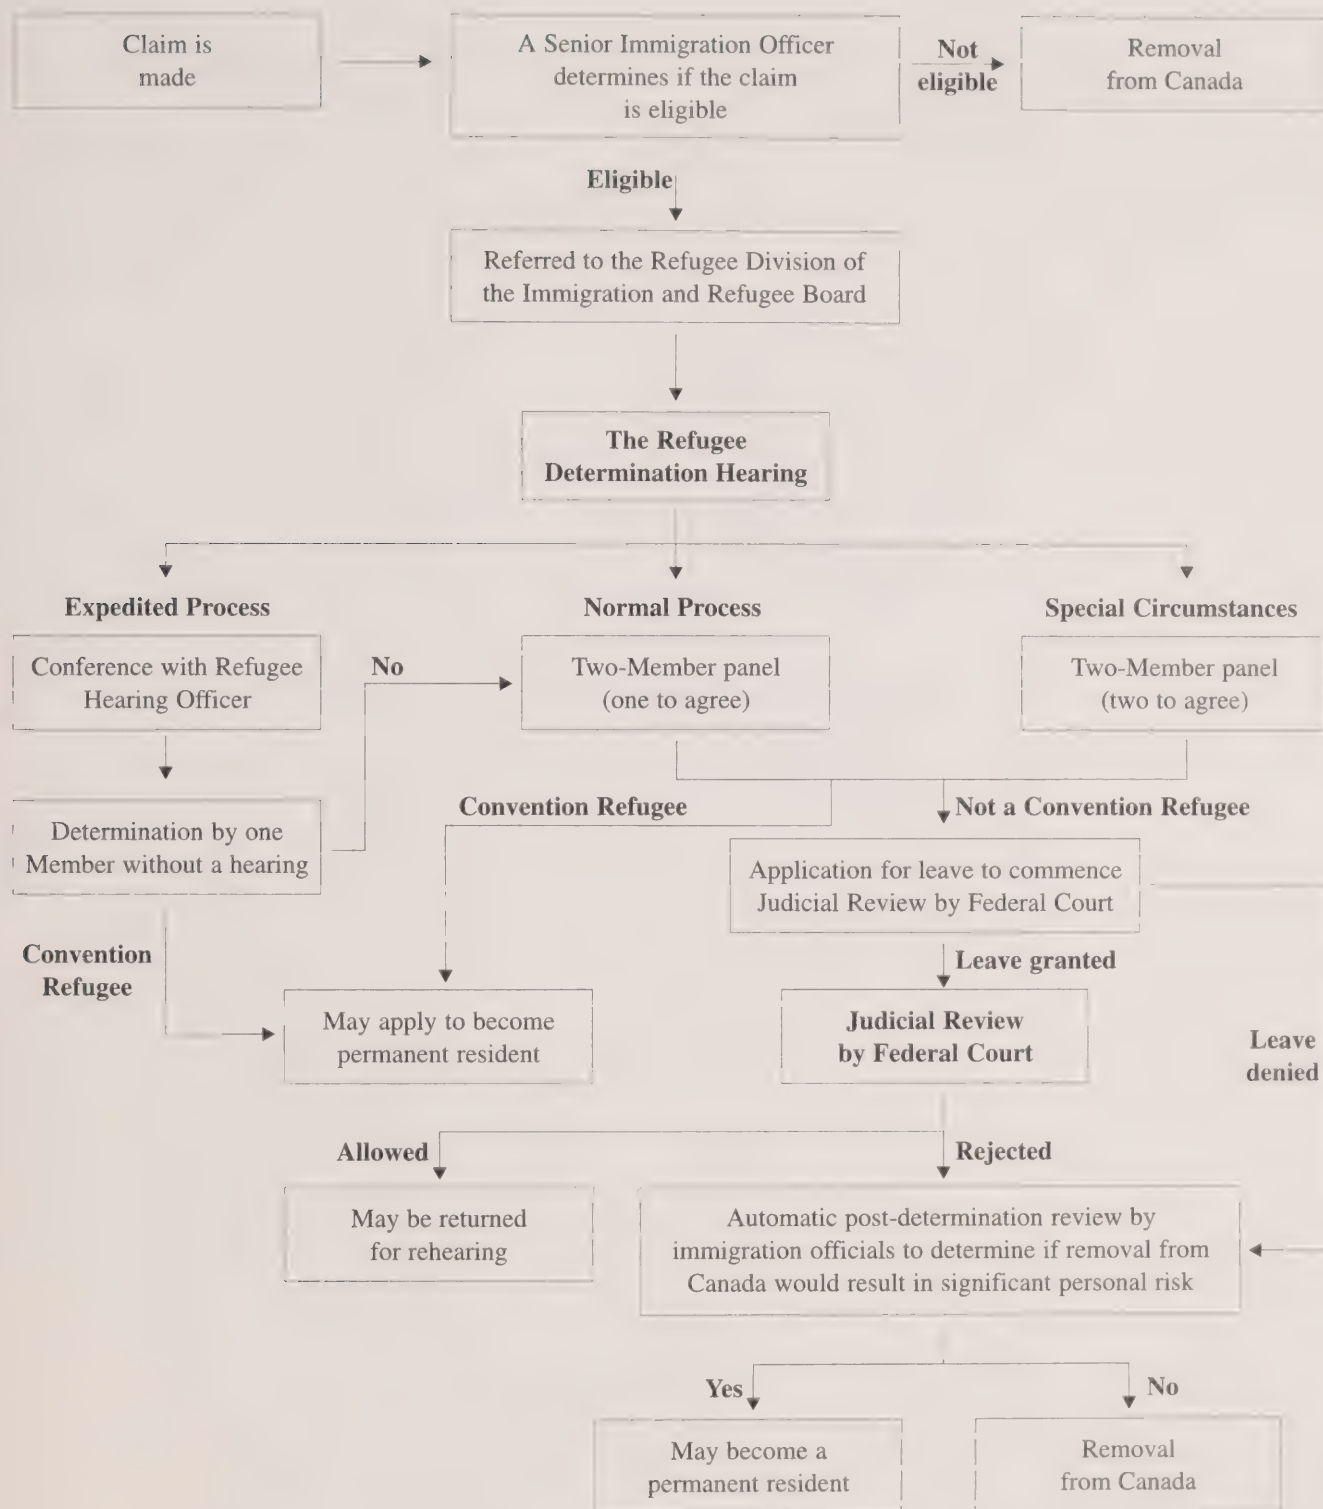 Claim is
made
A Senior Immigration Officer
determines if the claim
is eligible
Not
eligible
Removal
from Canada
Eligible
Referred to the Refugee Division of
the Immigration and Refugee Board
The Refugee
Determination Hearing
Expedited Process
Normal Process
Special Circumstances
Conference with Refugee
Hearing Officer
No
Two-Member panel
(one to agree)
Two-Member panel
(two to agree)
Convention Refugee
Not a Convention Refugee
Determination by one
Member without a hearing
Application for leave to commence
Judicial Review by Federal Court
Convention
Refugee
Leave granted
May apply to become
permanent resident
Judicial Review
by Federal Court
Leave
denied
Allowed
Rejected
May be returned
for rehearing
Automatic post-determination review by
immigration officials to determine if removal from
Canada would result in significant personal risk
Yes
No
May become a
permanent resident
Removal
from Canada